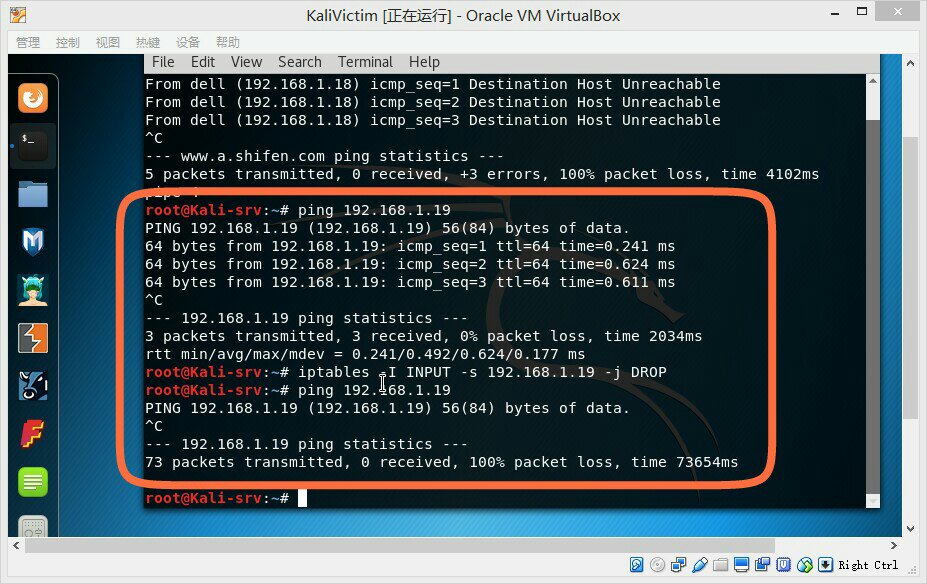 KaliVictim [正在运行] - Oracle VM VirtualBox
管理 控制 视图 热键 设备 帮助
File Edit View Search Terminal Help
From dell (192.168.1.18) icmp_seq=1 Destination Host Unreachable
From dell (192.168.1.18) icmp_seq=2 Destination Host Unreachable
From dell (192.168.1.18) icmp_seq=3 Destination Host Unreachable
^C
--- www.a.shifen.com ping statistics ---
5 packets transmitted, 0 received, +3 errors, 100% packet loss, time 4102ms
root@Kali-srv:~# ping 192.168.1.19
PING 192.168.1.19 (192.168.1.19) 56(84) bytes of data.
64 bytes from 192.168.1.19: icmp_seq=1 ttl=64 time=0.241 ms
64 bytes from 192.168.1.19: icmp_seq=2 ttl=64 time=0.624 ms
64 bytes from 192.168.1.19: icmp_seq=3 ttl=64 time=0.611 ms
^C
--- 192.168.1.19 ping statistics ---
3 packets transmitted, 3 received, 0% packet loss, time 2034ms
rtt min/avg/max/mdev = 0.241/0.492/0.624/0.177 ms
root@Kali-srv:~# iptables -I INPUT -s 192.168.1.19 -j DROP
root@Kali-srv:~# ping 192.168.1.19
PING 192.168.1.19 (192.168.1.19) 56(84) bytes of data.
^C
--- 192.168.1.19 ping statistics ---
73 packets transmitted, 0 received, 100% packet loss, time 73654ms
root@Kali-srv:~#
Right Ctrl